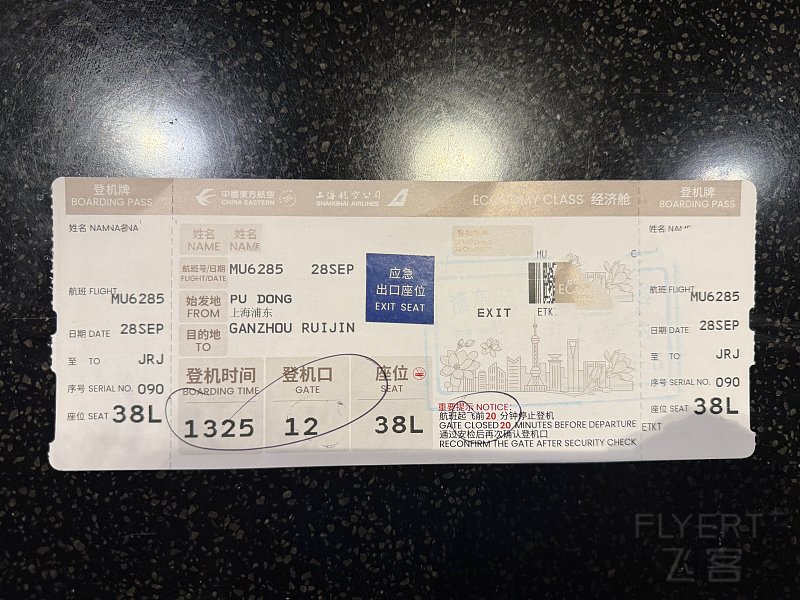 登机牌
BOARDING PASS
中國東方航空
CHINA EASTERN
上海航空公司
SHANGHAI AIRLINES
ECONOMY CLASS 经济舱
登机牌
BOARDING PASS
姓名 NAM
航班 FLIGHT
MU6285
日期 DATE 28SEP
至 TO JRJ
序号 SERIAL NO. 090
座位 SEAT 38L
姓名 姓名
NAME NAME
航班号/日期 MU6285 28SEP
FLIGHT/DATE
始发地 PU DONG
FROM 上海浦东
目的地 GANZHOU RUIJIN
TO
登机时间 登机口 座位
BOARDING TIME GATE SEAT
1325 12 38L
应急
出口座位
EXIT SEAT
MU C
EXIT ETKT
重要提示 NOTICE:
航班起飞前20 分钟停止登机
GATE CLOSED 20 MINUTES BEFORE DEPARTURE
通过安检后再次确认登机口
RECONFIRM THE GATE AFTER SECURITY CHECK
姓名 NAM
航班 FLIGHT
MU6285
日期 DATE 28SEP
至 TO JRJ
序号 SERIAL NO. 090
座位 SEAT 38L
ETKT
FLYERT
飞客